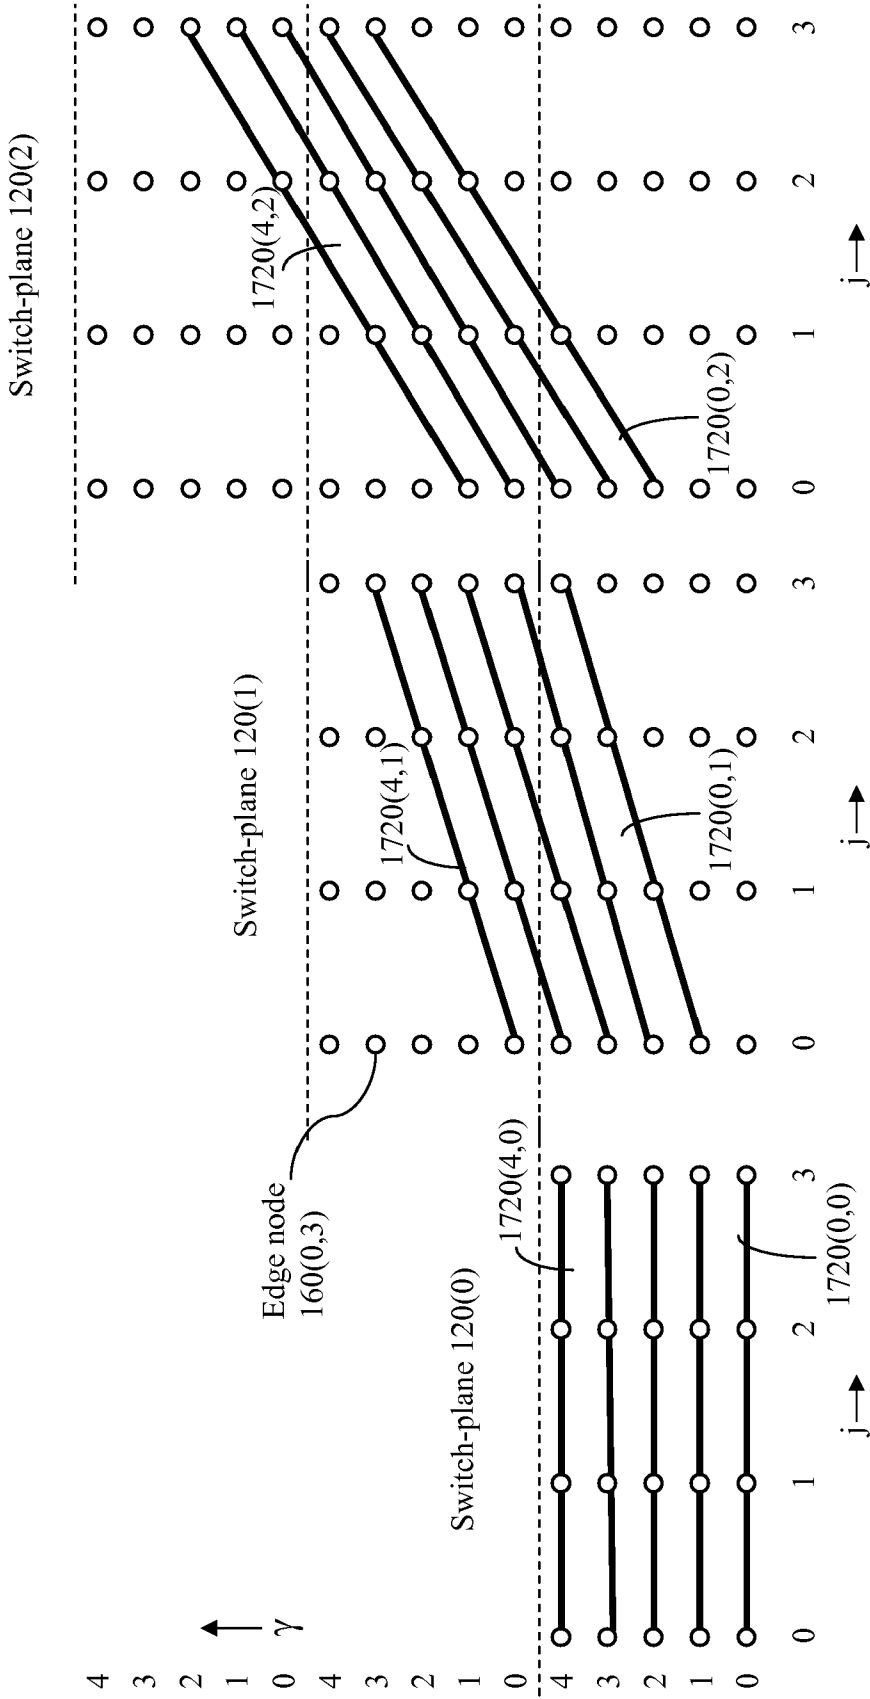 Switch-plane 120(2)
Switch-plane 120(1)
Switch-plane 120(0)
Edge node
160(0,3)
1720(4,2)
1720(0,2)
1720(4,1)
1720(0,1)
1720(4,0)
1720(0,0)
γ
4
3
2
1
0
4
3
2
1
0
4
3
2
1
0
0 1 2 3
0 1 2 3
0 1 2 3
j
j
j